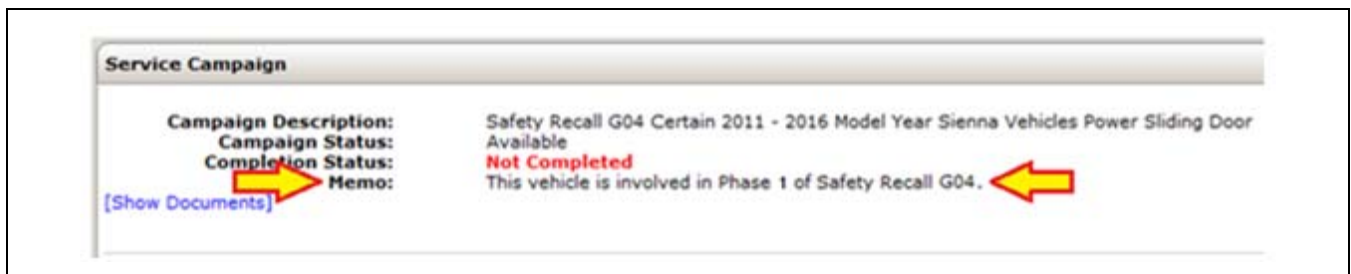 Service Campaign
Campaign Description: Safety Recall G04 Certain 2011 - 2016 Model Year Sienna Vehicles Power Sliding Door
Campaign Status: Available
Completion Status: Not Completed
Memo: This vehicle is involved in Phase 1 of Safety Recall G04.
[Show Documents]